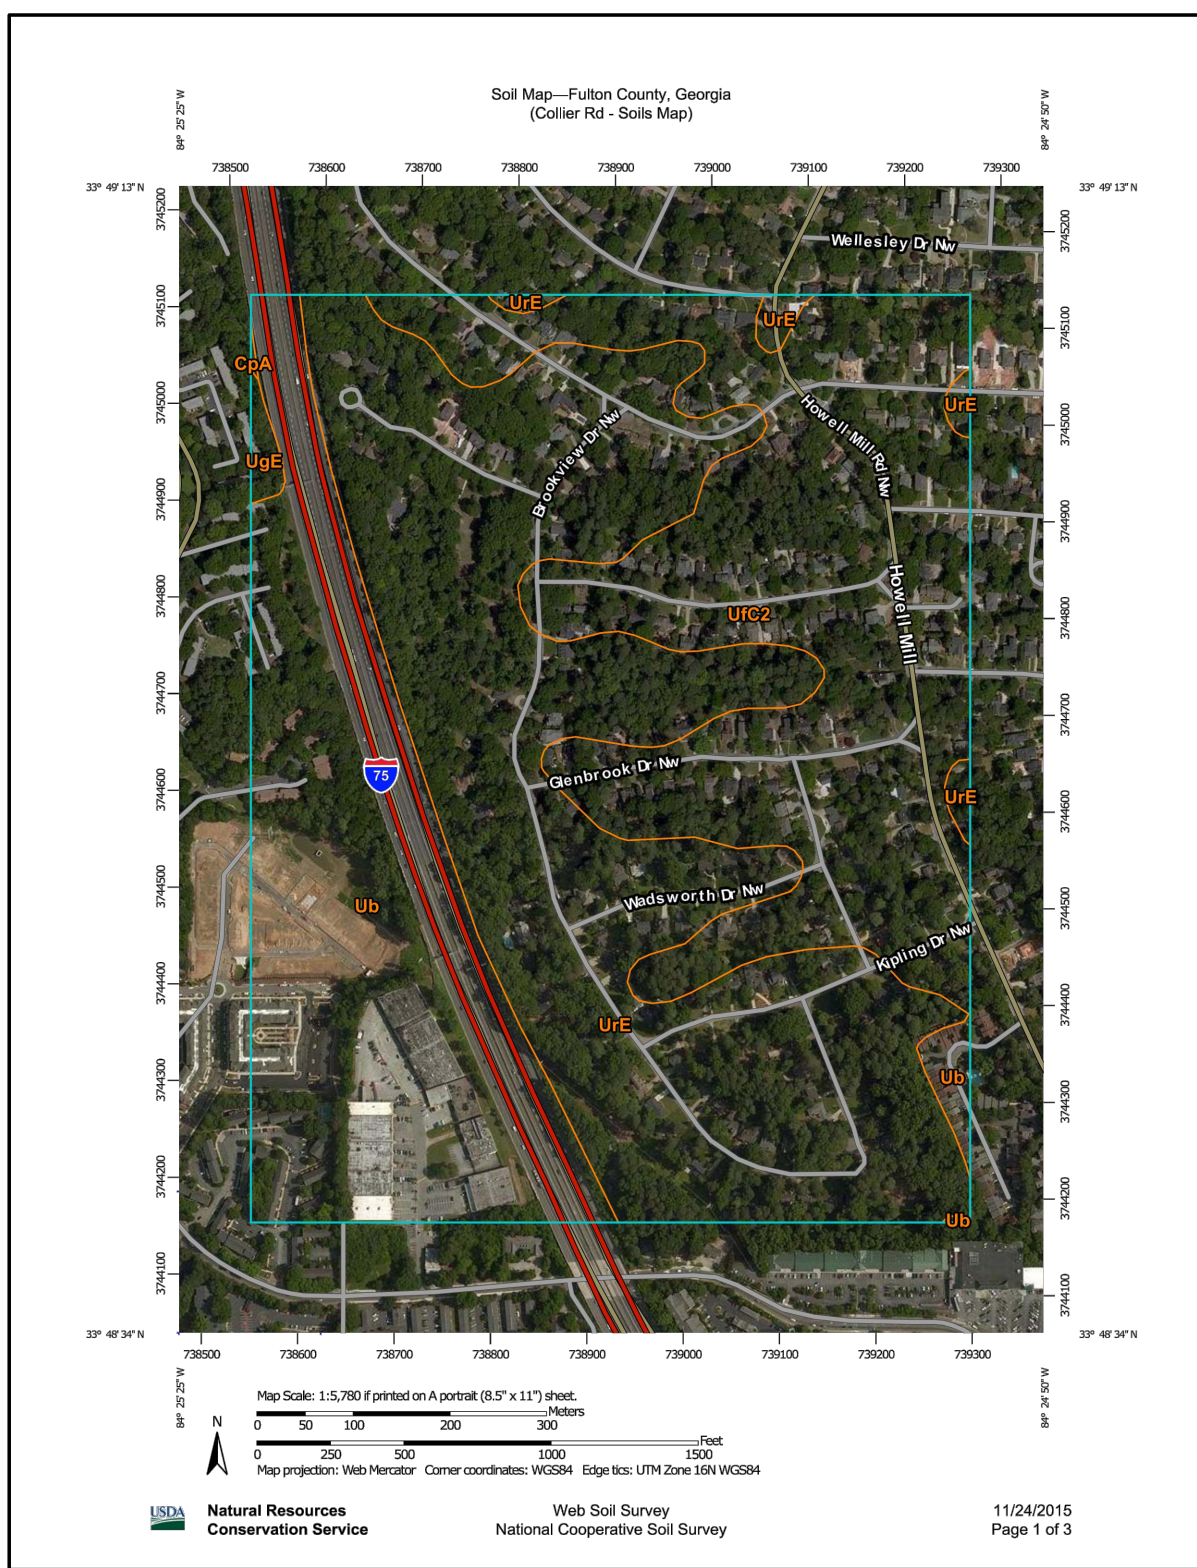 Soil Map—Fulton County, Georgia
(Collier Rd - Soils Map)
84° 25' 25" W
84° 24' 50" W
738500 738600 738700 738800 738900 739000 739100 739200 739300
33° 49' 13" N
33° 49' 13" N
3745200
3745100
3745000
3744900
3744800
3744700
3744600
3744500
3744400
3744300
3744200
3744100
3745200
3745100
3745000
3744900
3744800
3744700
3744600
3744500
3744400
3744300
3744200
3744100
Wellesley Dr Nw
UrE
UrE
CpA
UrE
Howell Mill Rd Nw
Brookview Dr Nw
UgE
Howell Mill
UfC2
Glenbrook Dr Nw
75
UrE
Wadsworth Dr Nw
Ub
Kipling Dr Nw
UrE
Ub
Ub
33° 48' 34" N
33° 48' 34" N
738500 738600 738700 738800 738900 739000 739100 739200 739300
84° 25' 25" W
84° 24' 50" W
Map Scale: 1:5,780 if printed on A portrait (8.5" x 11") sheet.
Meters
0 50 100 200 300
Feet
0 250 500 1000 1500
Map projection: Web Mercator Corner coordinates: WGS84 Edge tics: UTM Zone 16N WGS84
N
USDA
Natural Resources
Conservation Service
Web Soil Survey
National Cooperative Soil Survey
11/24/2015
Page 1 of 3